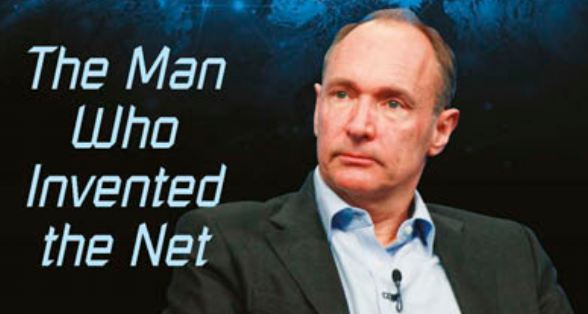 The Man
Who
Invented
the Net